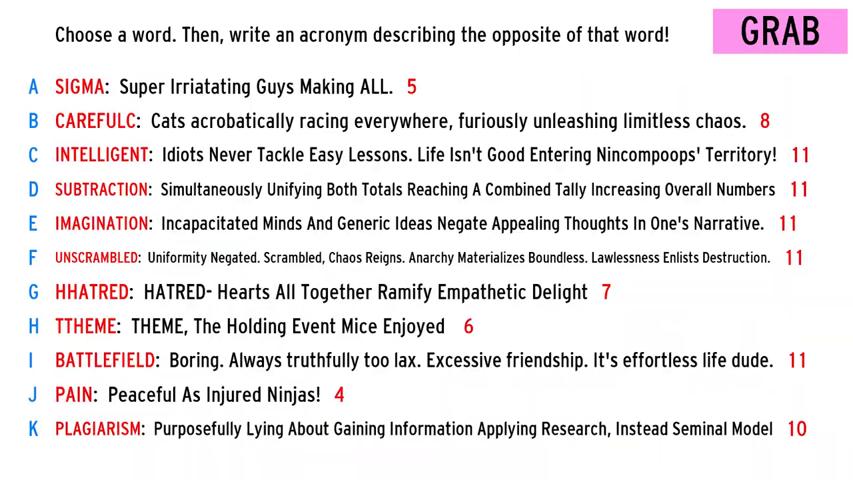 Choose a word. Then, write an acronym describing the opposite of that word!
GRAB
A SIGMA: Super Irriatating Guys Making ALL. 5
B CAREFULC: Cats acrobatically racing everywhere, furiously unleashing limitless chaos. 8
C INTELLIGENT: Idiots Never Tackle Easy Lessons. Life Isn't Good Entering Nincompoops' Territory! 11
D SUBTRACTION: Simultaneously Unifying Both Totals Reaching A Combined Tally Increasing Overall Numbers 11
E IMAGINATION: Incapacitated Minds And Generic Ideas Negate Appealing Thoughts In One's Narrative. 11
F UNSCRAMBLED: Uniformity Negated. Scrambled, Chaos Reigns. Anarchy Materializes Boundless. Lawlessness Enlists Destruction. 11
G HHATRED: HATRED- Hearts All Together Ramify Empathetic Delight 7
H TTHEME: THEME, The Holding Event Mice Enjoyed 6
I BATTLEFIELD: Boring. Always truthfully too lax. Excessive friendship. It's effortless life dude. 11
J PAIN: Peaceful As Injured Ninjas! 4
K PLAGIARISM: Purposefully Lying About Gaining Information Applying Research, Instead Seminal Model 10